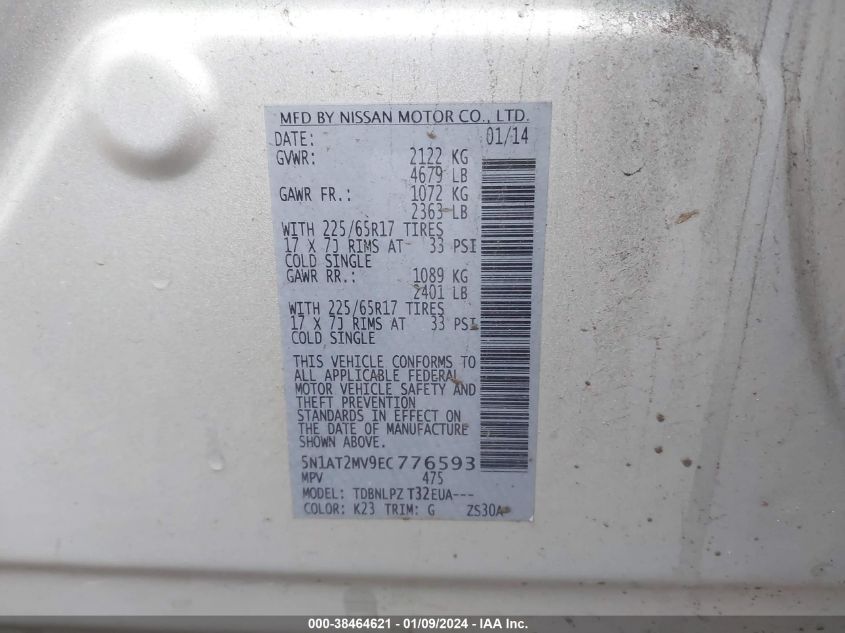 MFD BY NISSAN MOTOR CO., LTD.
DATE: 01/14
GVWR: 2122 KG
4679 LB
GAWR FR.: 1072 KG
2363 LB
WITH 225/65R17 TIRES
17 X 7J RIMS AT 33 PSI
COLD SINGLE
GAWR RR.: 1089 KG
2401 LB
WITH 225/65R17 TIRES
17 X 7J RIMS AT 33 PSI
COLD SINGLE
THIS VEHICLE CONFORMS TO
ALL APPLICABLE FEDERAL
MOTOR VEHICLE SAFETY AND
THEFT PREVENTION
STANDARDS IN EFFECT ON
THE DATE OF MANUFACTURE
SHOWN ABOVE.
5N1AT2MV9EC776593
MPV 475
MODEL: TDBNLPZ T32EUA---
COLOR: K23 TRIM: G ZS30A
000-38464621 - 01/09/2024 - IAA Inc.